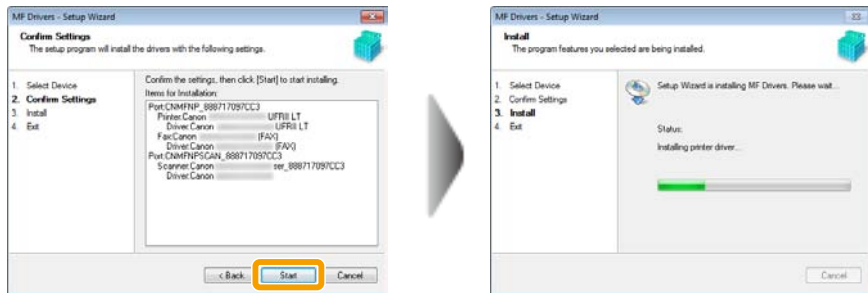 MF Drivers - Setup Wizard
Confirm Settings
The setup program will install the drivers with the following settings.
1. Select Device
2. Confirm Settings
3. Install
4. Exit
Confirm the settings, then click [Start] to start installing.
Items for Installation:
Port:CNMFNP_888717097CC3
Printer:Canon UFRII LT
Driver:Canon UFRII LT
Fax:Canon (FAX)
Driver:Canon (FAX)
Port:CNMFNPSCAN_888717097CC3
Scanner:Canon ser_888717097CC3
Driver:Canon
< Back
Start
Cancel
MF Drivers - Setup Wizard
Install
The program features you selected are being installed.
1. Select Device
2. Confirm Settings
3. Install
4. Exit
Setup Wizard is installing MF Drivers. Please wait...
Status:
Installing printer driver...
Cancel